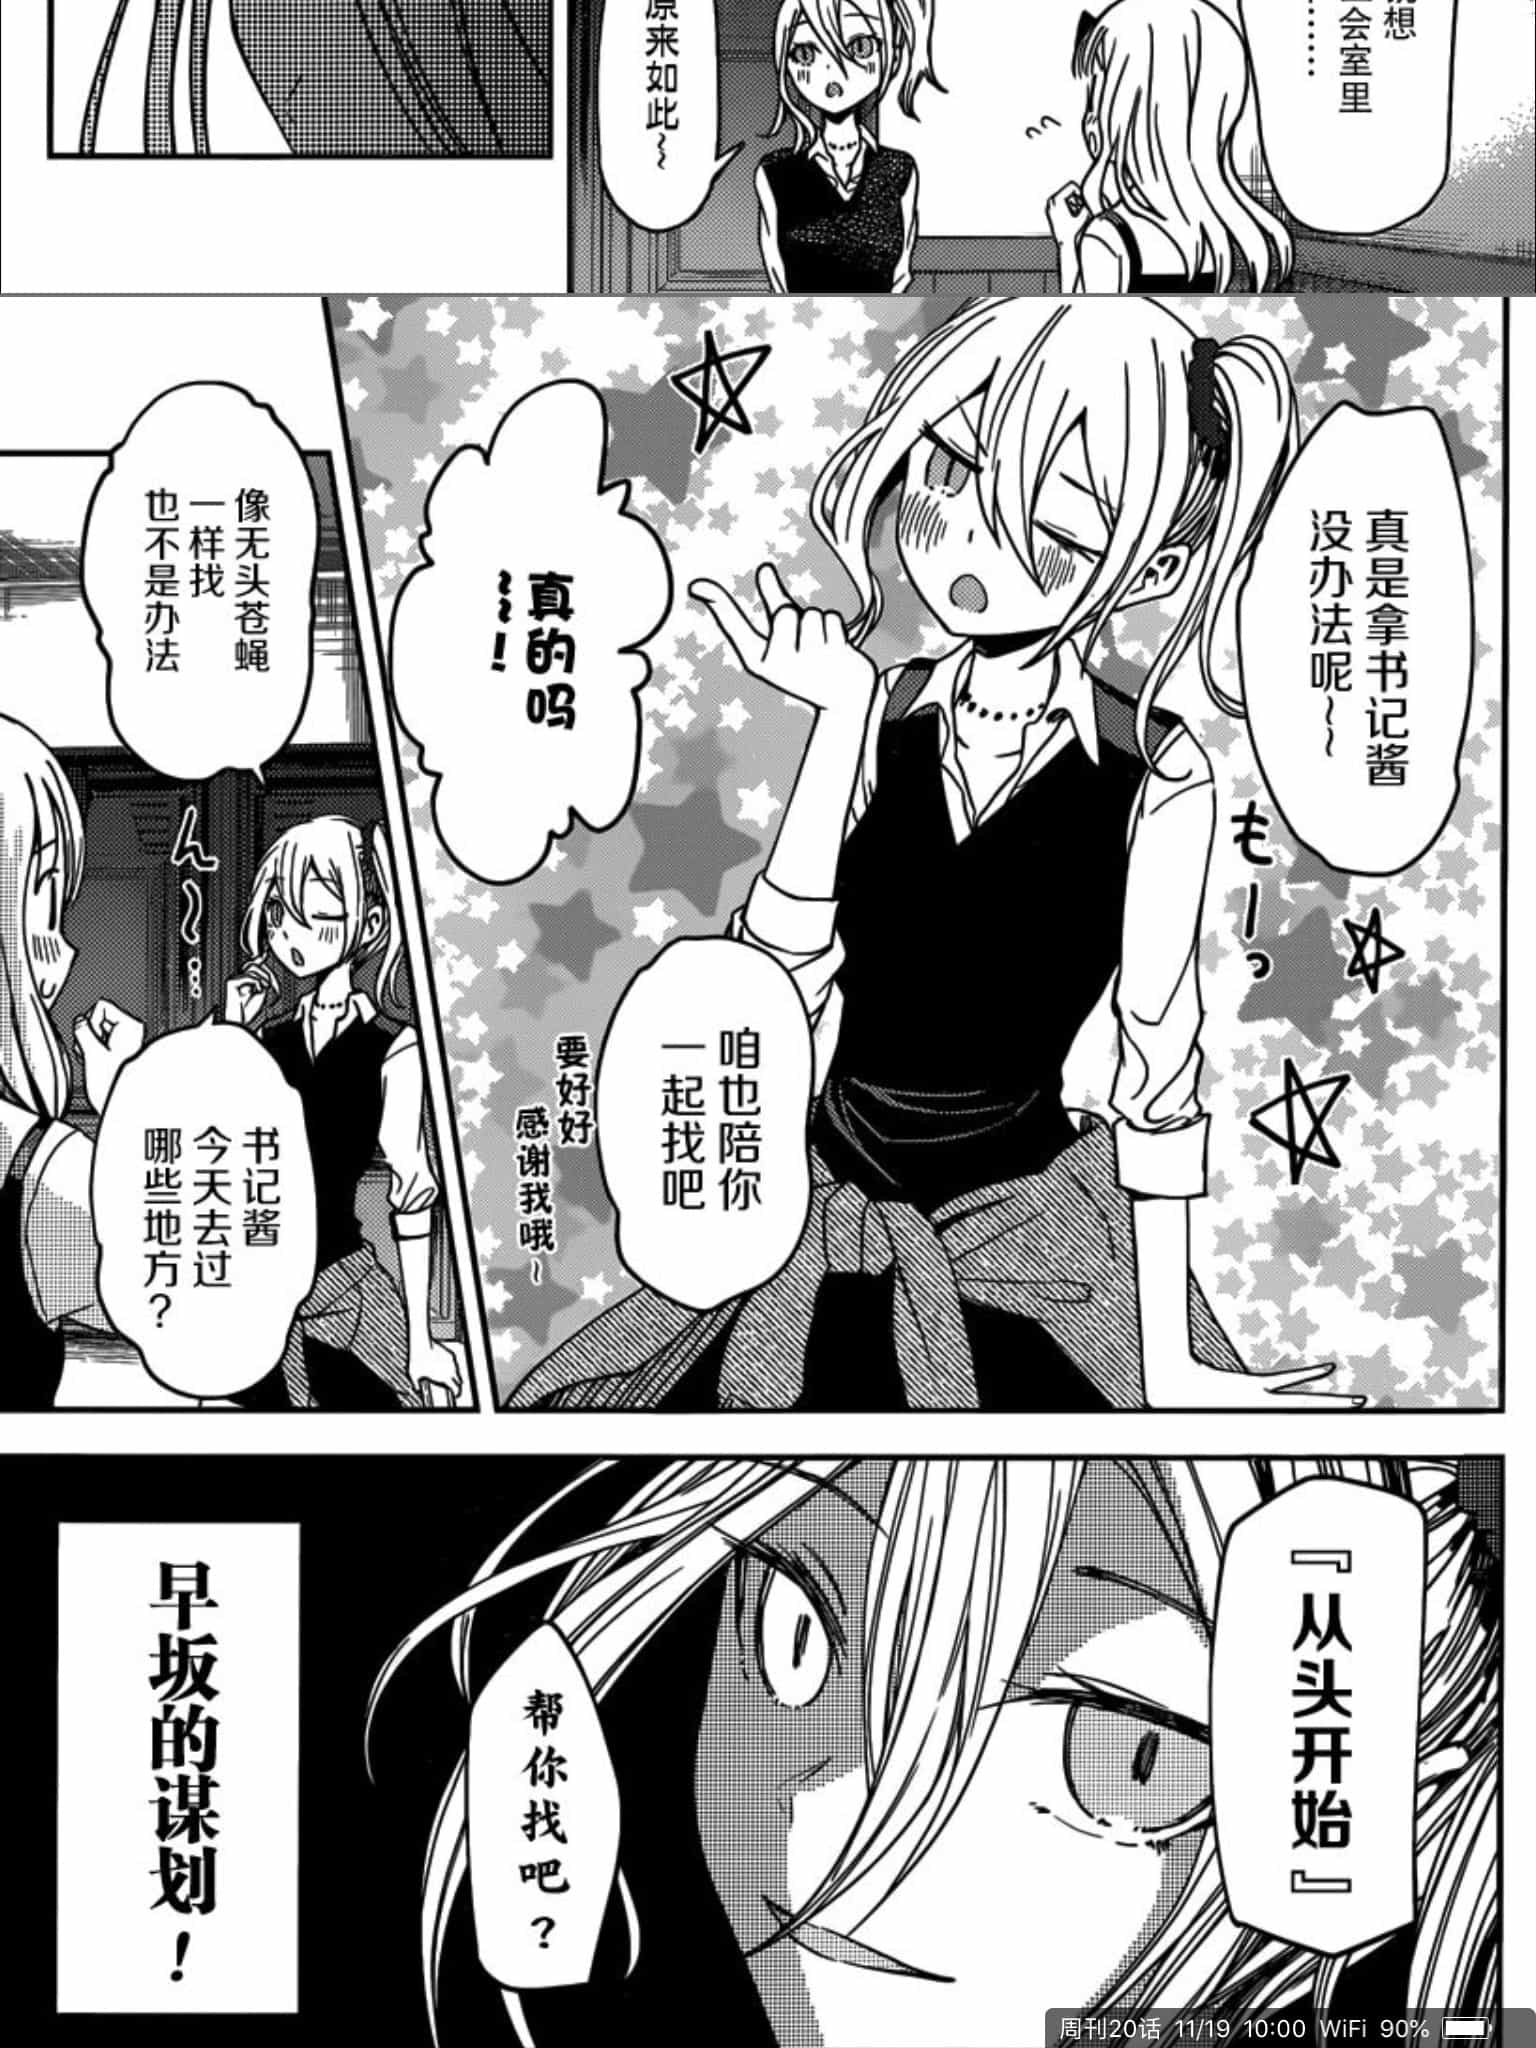 会室里
……
原来如此~
真是拿书记酱
没办法呢~~
もーっ
真的吗
~~!
咱也陪你
一起找吧
要好好
感谢我哦~
像无头苍蝇
一样找
也不是办法
ん~…
书记酱
今天去过
哪些地方?
『从头开始』
帮你找吧?
早坂的谋划!
周刊20话 11/19 10:00 WiFi 90%